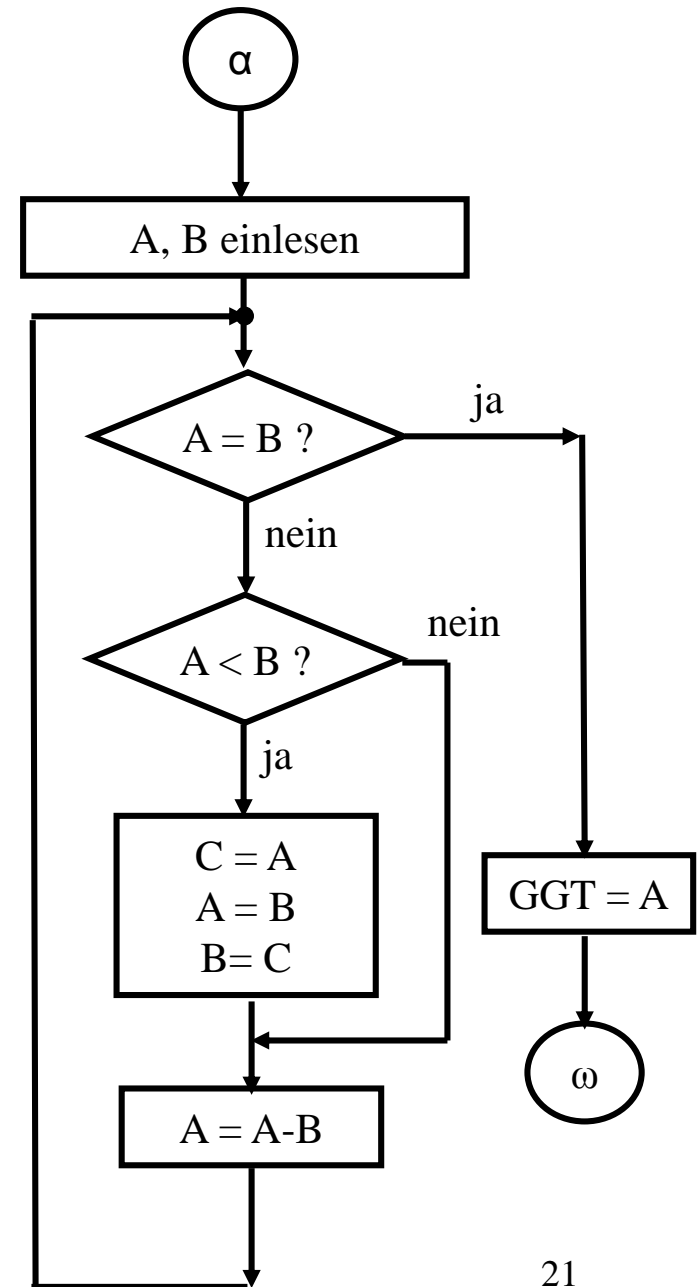 α
A, B einlesen
A = B ?
ja
nein
A < B ?
nein
ja
C = A
A = B
B= C
GGT = A
ω
A = A-B
21